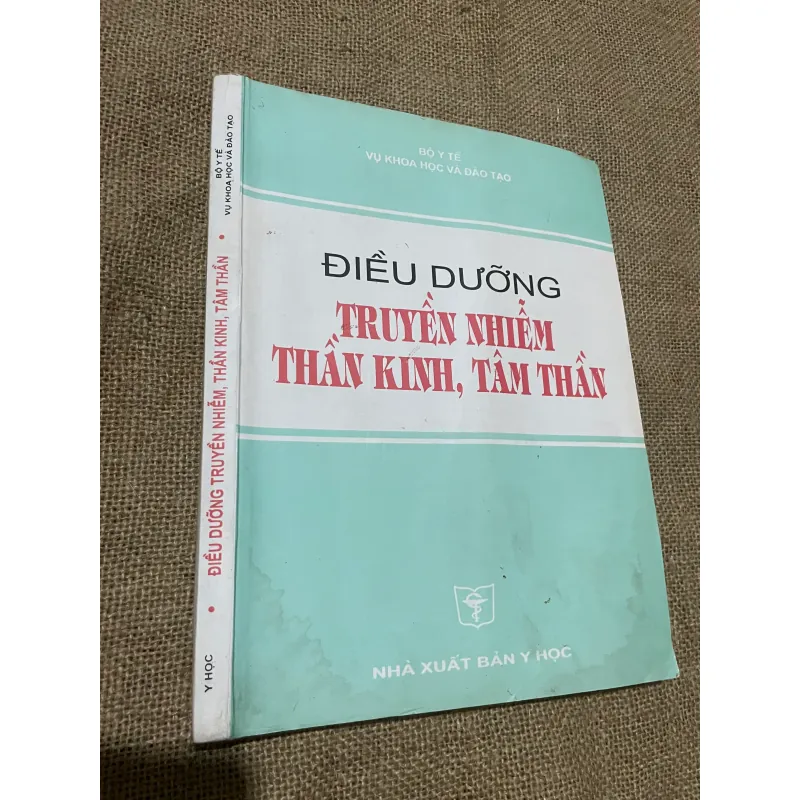 BỘ Y TẾ
VỤ KHOA HỌC VÀ ĐÀO TẠO
ĐIỀU DƯỠNG
TRUYỀN NHIỄM
THẦN KINH, TÂM THẦN
NHÀ XUẤT BẢN Y HỌC
BỘ Y TẾ
VỤ KHOA HỌC VÀ ĐÀO TẠO
• ĐIỀU DƯỠNG TRUYỀN NHIỄM, THẦN KINH, TÂM THẦN •
Y HỌC